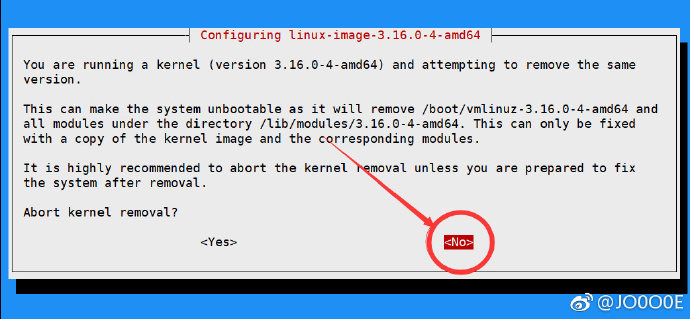 Configuring linux-image-3.16.0-4-amd64
You are running a kernel (version 3.16.0-4-amd64) and attempting to remove the same
version.
This can make the system unbootable as it will remove /boot/vmlinuz-3.16.0-4-amd64 and
all modules under the directory /lib/modules/3.16.0-4-amd64. This can only be fixed
with a copy of the kernel image and the corresponding modules.
It is highly recommended to abort the kernel removal unless you are prepared to fix
the system after removal.
Abort kernel removal?
<Yes> <No>
@JO0O0E